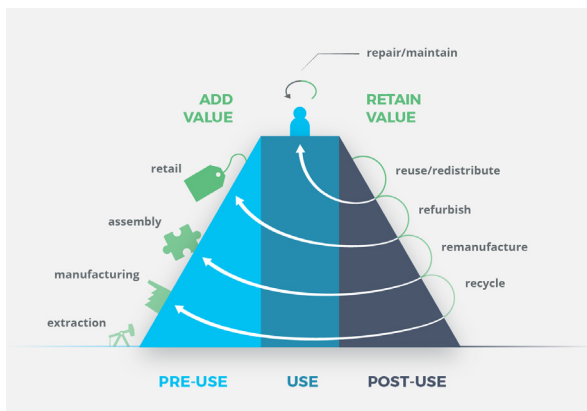 repair/maintain
ADD
VALUE
RETAIN
VALUE
retail
reuse/redistribute
refurbish
assembly
remanufacture
manufacturing
recycle
extraction
PRE-USE
USE
POST-USE